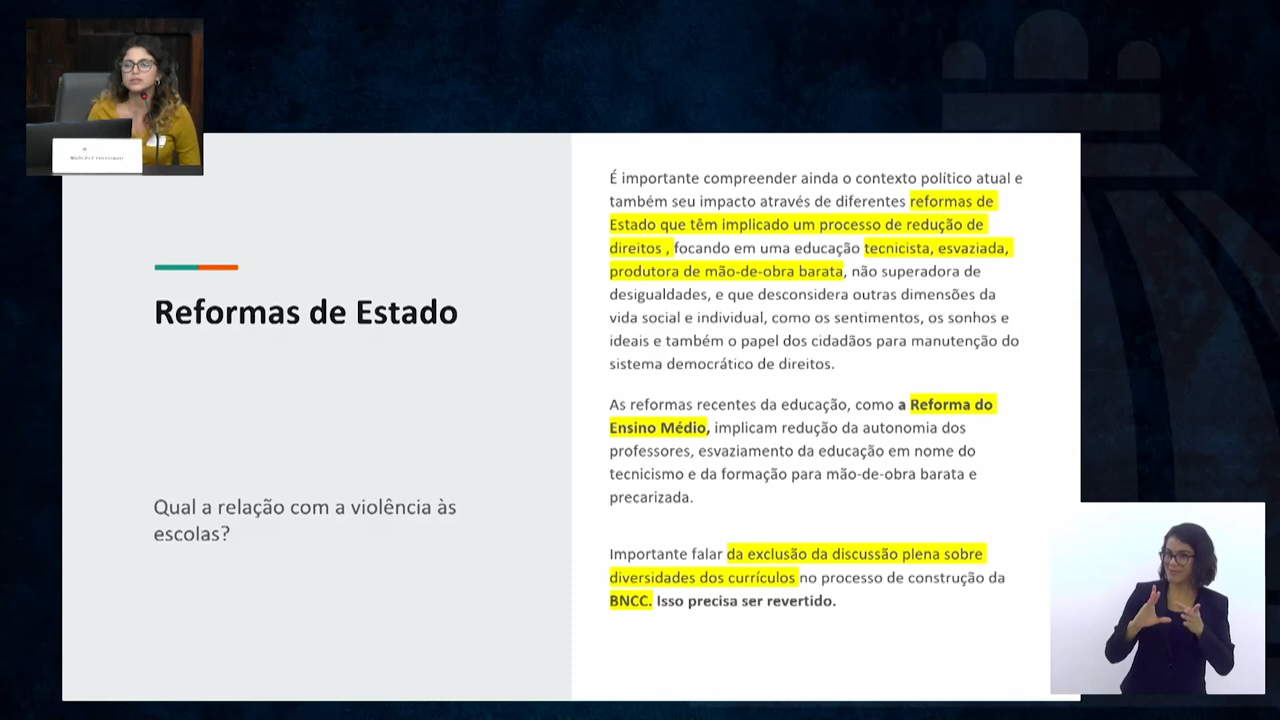 Reformas de Estado
Qual a relação com a violência às
escolas?
É importante compreender ainda o contexto político atual e
também seu impacto através de diferentes reformas de
Estado que têm implicado um processo de redução de
direitos , focando em uma educação tecnicista, esvaziada,
produtora de mão-de-obra barata, não superadora de
desigualdades, e que desconsidera outras dimensões da
vida social e individual, como os sentimentos, os sonhos e
ideais e também o papel dos cidadãos para manutenção do
sistema democrático de direitos.
As reformas recentes da educação, como a Reforma do
Ensino Médio, implicam redução da autonomia dos
professores, esvaziamento da educação em nome do
tecnicismo e da formação para mão-de-obra barata e
precarizada.
Importante falar da exclusão da discussão plena sobre
diversidades dos currículos no processo de construção da
BNCC. Isso precisa ser revertido.